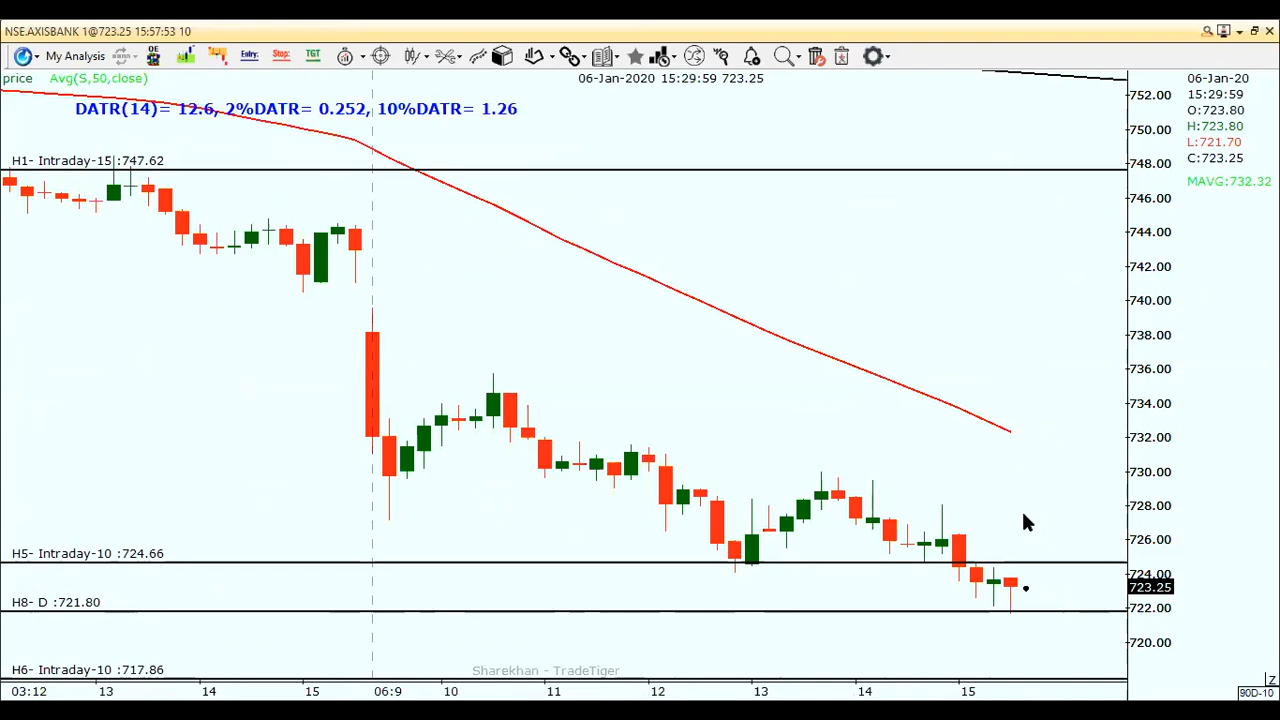 NSE.AXISBANK 1@723.25 15:57:53 10
My Analysis OE Entry Stop: TGT
price Avg(S,50,close) 06-Jan-2020 15:29:59 723.25 06-Jan-20
DATR(14)= 12.6, 2%DATR= 0.252, 10%DATR= 1.26
15:29:59
O:723.80
H:723.80
L:721.70
C:723.25
MAVG:732.32
752.00
750.00
748.00
746.00
744.00
742.00
740.00
738.00
736.00
734.00
732.00
730.00
728.00
726.00
724.00
723.25
722.00
720.00
H1- Intraday-15:747.62
H5- Intraday-10 :724.66
H8- D :721.80
H6- Intraday-10 :717.86
Sharekhan - TradeTiger
03:12 13 14 15 06:9 10 11 12 13 14 15
Z
90D-10